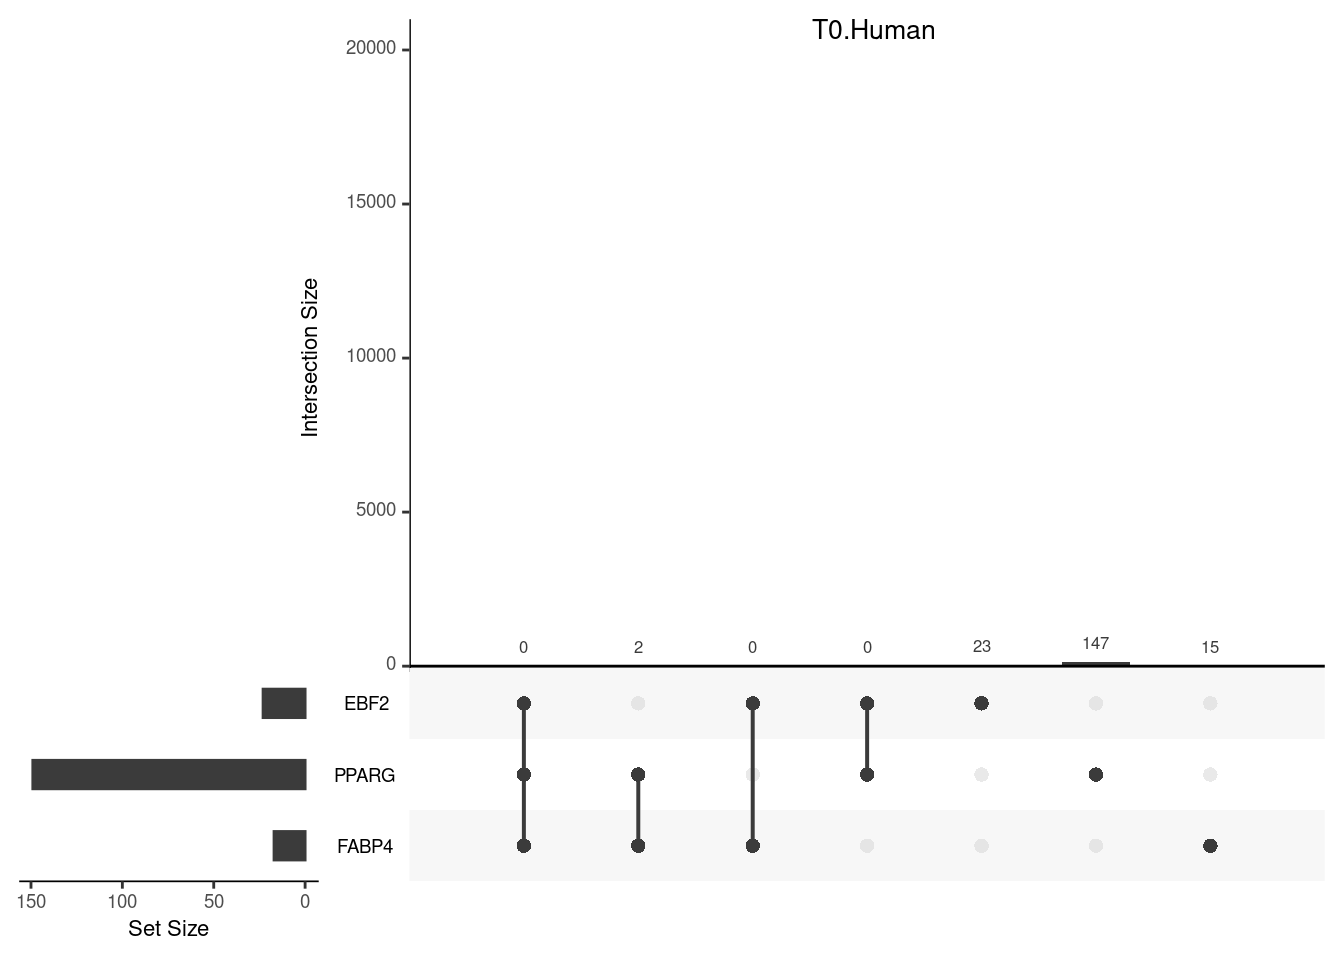 T0.Human
20000
15000
10000
5000
0
Intersection Size
0 2 0 0 23 147 15
EBF2
PPARG
FABP4
150 100 50 0
Set Size